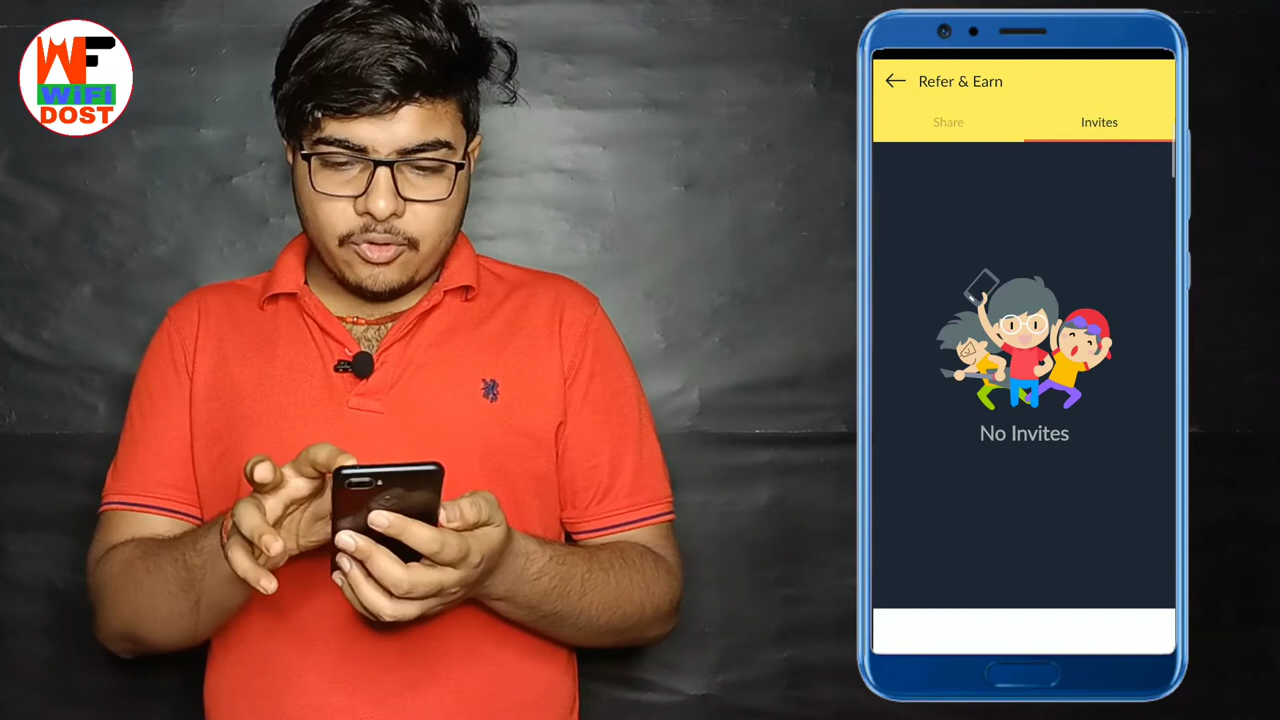 WF
WiFi
DOST
Refer & Earn
Share
Invites
No Invites